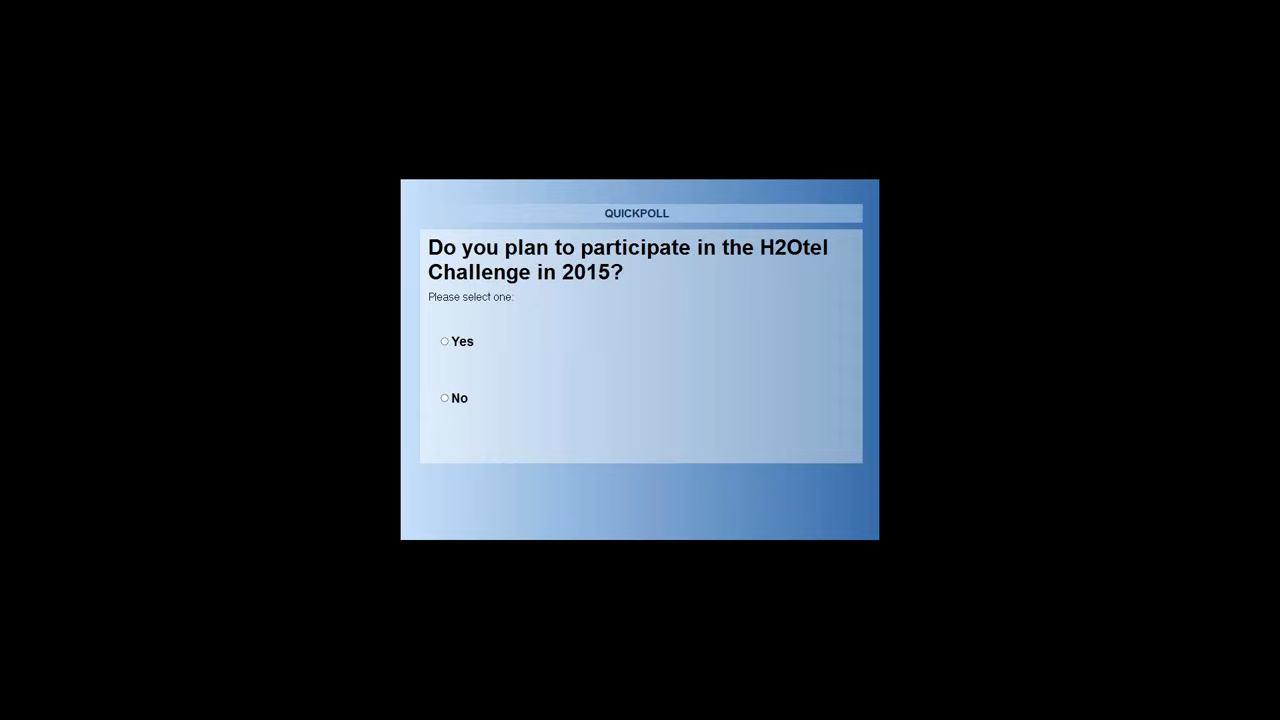 QUICKPOLL
Do you plan to participate in the H2Otel
Challenge in 2015?
Please select one:
Yes
No